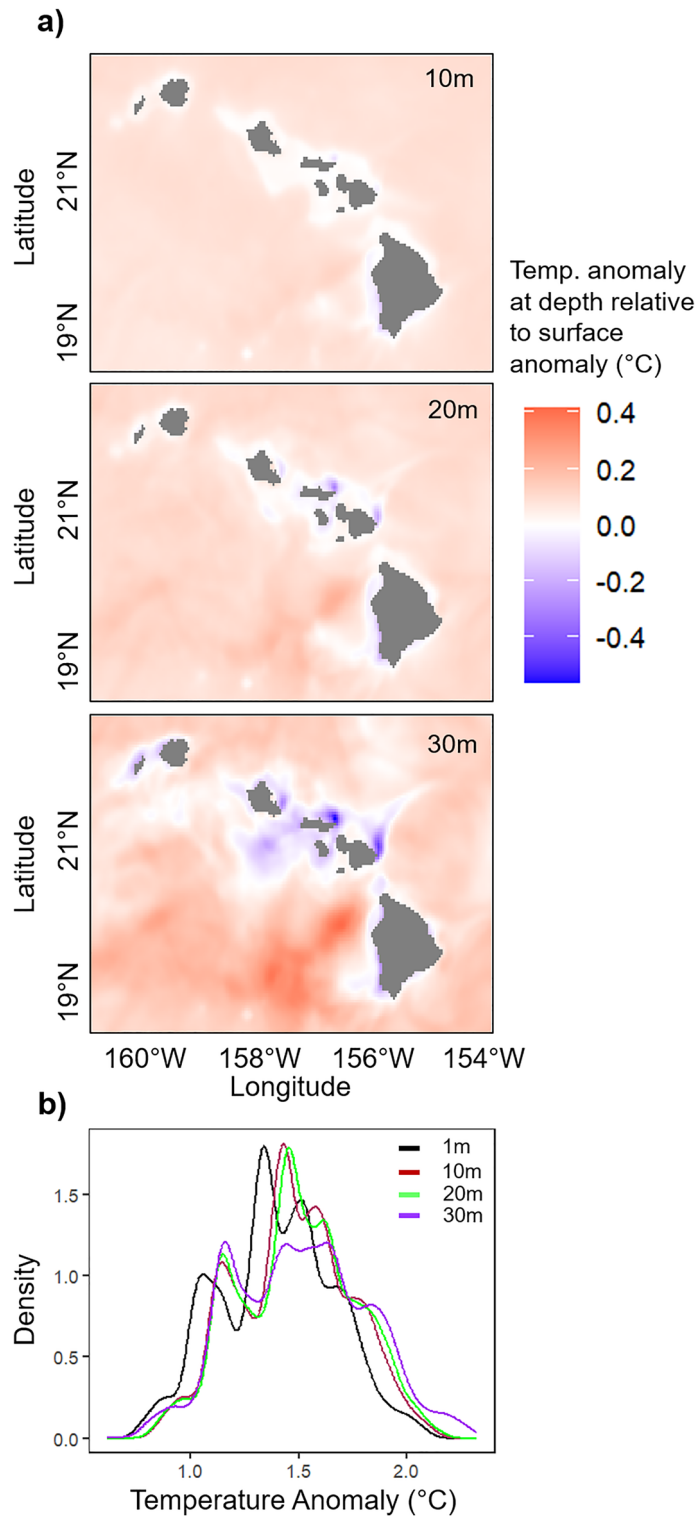 a)
10m
Latitude
21°N
19°N
Temp. anomaly
at depth relative
to surface
anomaly (°C)
0.4
0.2
0.0
-0.2
-0.4
20m
Latitude
21°N
19°N
30m
Latitude
21°N
19°N
160°W 158°W 156°W 154°W
Longitude
b)
1m
10m
20m
30m
Density
1.5
1.0
0.5
0.0
1.0 1.5 2.0
Temperature Anomaly (°C)